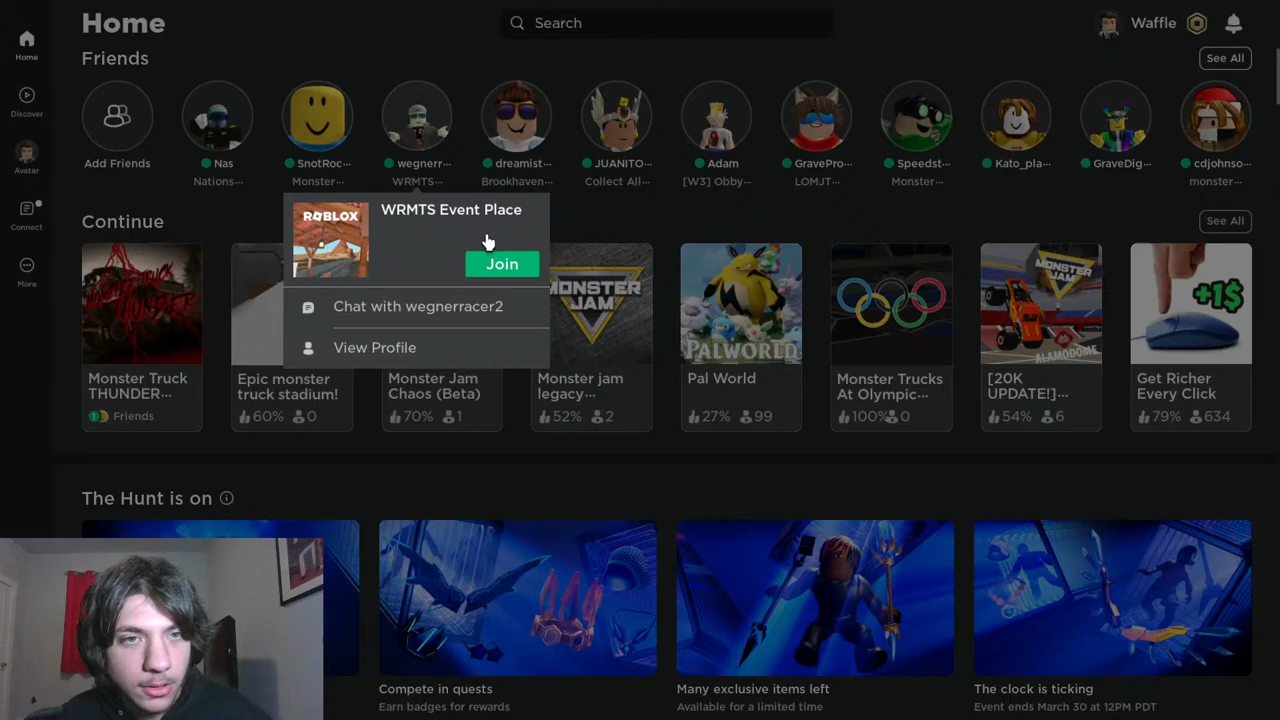 Home
Search
Waffle
Home
Friends
See All
Discover
Avatar
Connect
More
Add Friends
Nas
SnotRoc...
wegnerr...
dreamist...
JUANITO...
Adam
GravePro...
Speedst...
Kato_pla...
GraveDig...
cdjohnso...
Nations...
Monster...
WRMTS...
Brookhaven...
Collect All...
[W3] Obby...
LOMJT...
Monster...
monster...
ROBLOX
WRMTS Event Place
Join
Chat with wegnerracer2
View Profile
Continue
See All
MONSTER TRUCK
THUNDER
MONSTER
JAM
PALWORLD
MONSTER
JAM
ALAMODOME
+1$
Monster Truck
THUNDER...
1 Friends
Epic monster
truck stadium!
60% 0
Monster Jam
Chaos (Beta)
70% 1
Monster jam
legacy...
52% 2
Pal World
27% 99
Monster Trucks
At Olympic...
100% 0
[20K
UPDATE!]...
54% 6
Get Richer
Every Click
79% 634
The Hunt is on
Compete in quests
Earn badges for rewards
Many exclusive items left
Available for a limited time
The clock is ticking
Event ends March 30 at 12PM PDT